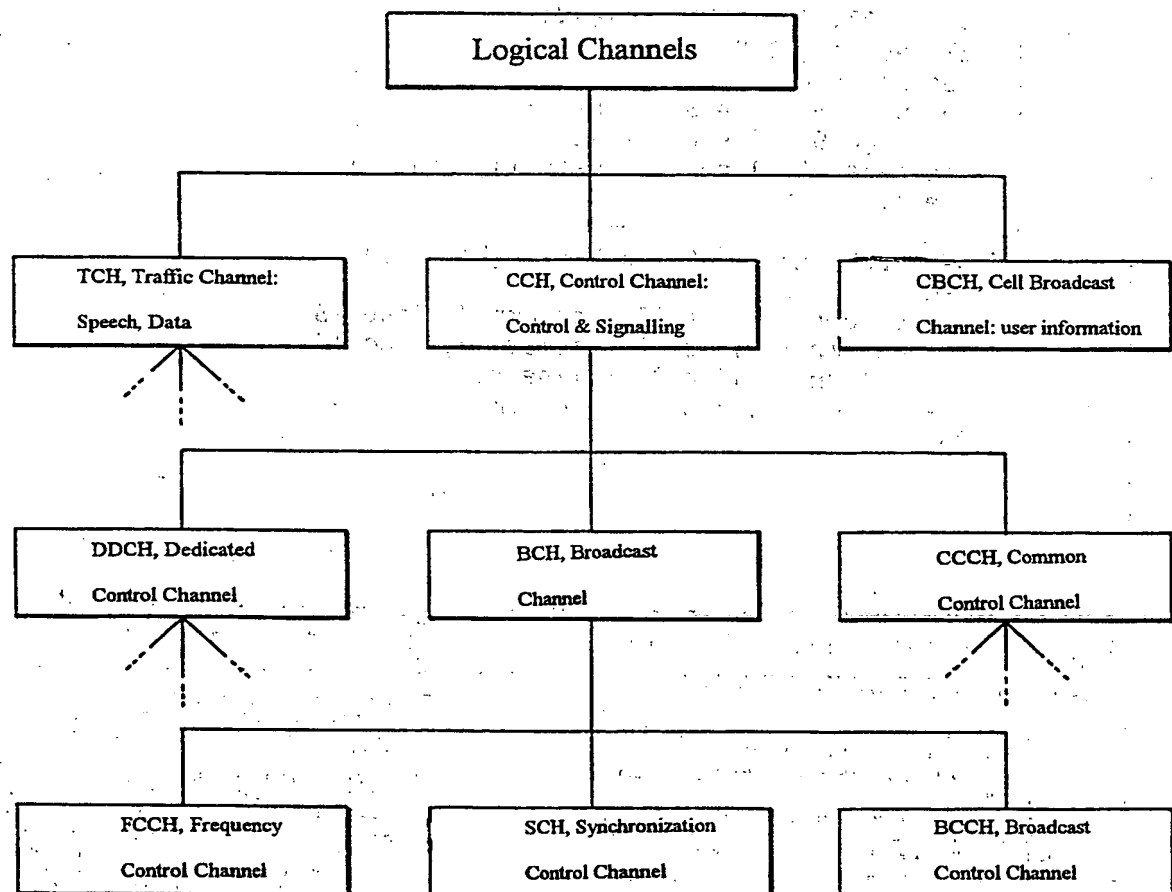 Logical Channels
TCH, Traffic Channel:
Speech, Data
CCH, Control Channel:
Control & Signalling
CBCH, Cell Broadcast
Channel: user information
DDCH, Dedicated
Control Channel
BCH, Broadcast
Channel
CCCH, Common
Control Channel
FCCH, Frequency
Control Channel
SCH, Synchronization
Control Channel
BCCH, Broadcast
Control Channel